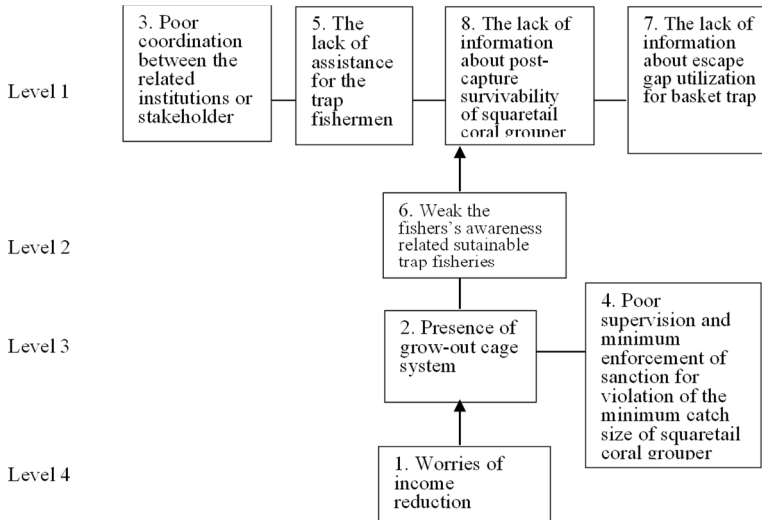 Level 1
3. Poor
coordination
between the
related
institutions or
stakeholder
5. The
lack of
assistance
for the
trap
fishermen
8. The lack of
information
about post-
capture
survivability
of squaretail
coral grouper
7. The lack of
information
about escape
gap utilization
for basket trap
Level 2
6. Weak the
fishers's awareness
related sutainable
trap fisheries
Level 3
2. Presence of
grow-out cage
system
4. Poor
supervision and
minimum
enforcement of
sanction for
violation of the
minimum catch
size of squaretail
coral grouper
Level 4
1. Worries of
income
reduction